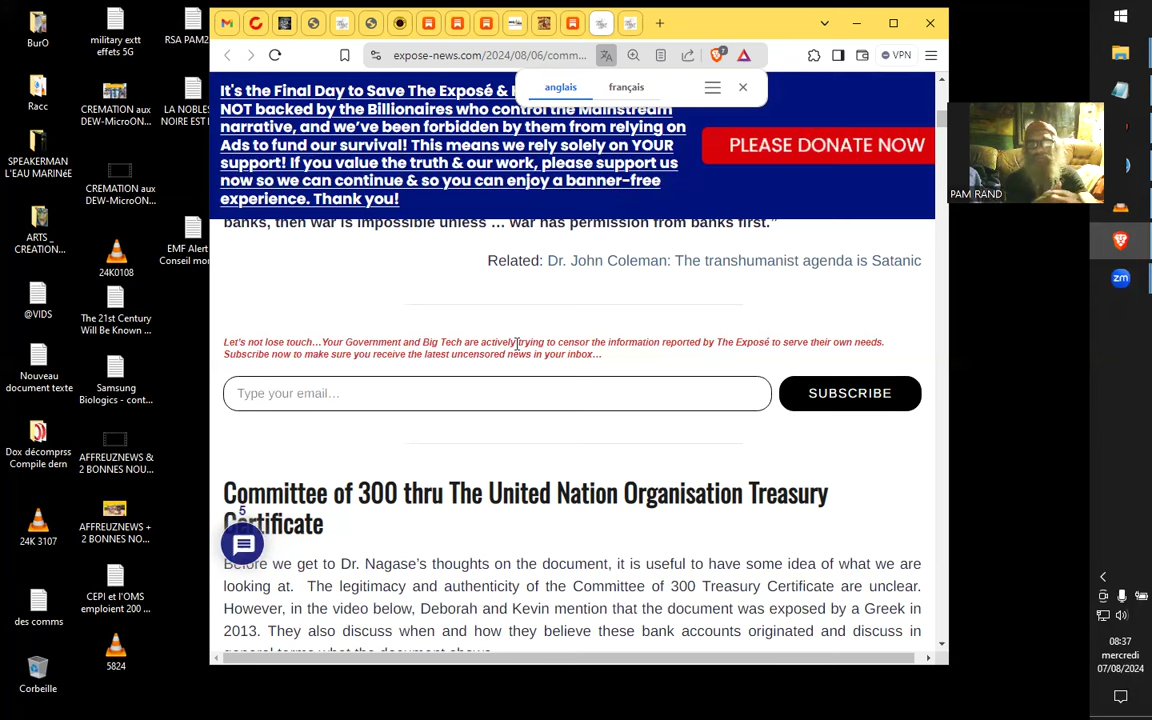 BurO
military extt
effets 5G
RSA PAM2
Racc
CREMATION aux
DEW-MicroON...
LA NOBLES
NOIRE EST I
SPEAKERMAN
L'EAU MARINéE
CREMATION aux
DEW-MicroON...
ARTS _
CREATION...
24K0108
EMF Alert
Conseil mor
@VIDS
The 21st Century
Will Be Known ...
Nouveau
document texte
Samsung
Biologics - cont...
Dox décomprss
Compile dern
AFFREUZNEWS &
2 BONNES NOU...
24K 3107
AFFREUZNEWS +
2 BONNES NO...
CEPI et l'OMS
emploient 200 ...
des comms
5824
Corbeille
expose-news.com/2024/08/06/comm...
VPN
anglais
français
It's the Final Day to Save The Exposé &
NOT backed by the Billionaires who control the Mainstream
narrative, and we've been forbidden by them from relying on
Ads to fund our survival! This means we rely solely on YOUR
support! If you value the truth & our work, please support us
now so we can continue & so you can enjoy a banner-free
experience. Thank you!
PLEASE DONATE NOW
banks, then war is impossible unless … war has permission from banks first."
Related: Dr. John Coleman: The transhumanist agenda is Satanic
Let's not lose touch…Your Government and Big Tech are actively trying to censor the information reported by The Exposé to serve their own needs.
Subscribe now to make sure you receive the latest uncensored news in your inbox…
Type your email…
SUBSCRIBE
Committee of 300 thru The United Nation Organisation Treasury
Certificate
5
Before we get to Dr. Nagase's thoughts on the document, it is useful to have some idea of what we are
looking at. The legitimacy and authenticity of the Committee of 300 Treasury Certificate are unclear.
However, in the video below, Deborah and Kevin mention that the document was exposed by a Greek in
2013. They also discuss when and how they believe these bank accounts originated and discuss in
general terms what the document shows.
PAM RAND
zm
08:37
mercredi
07/08/2024